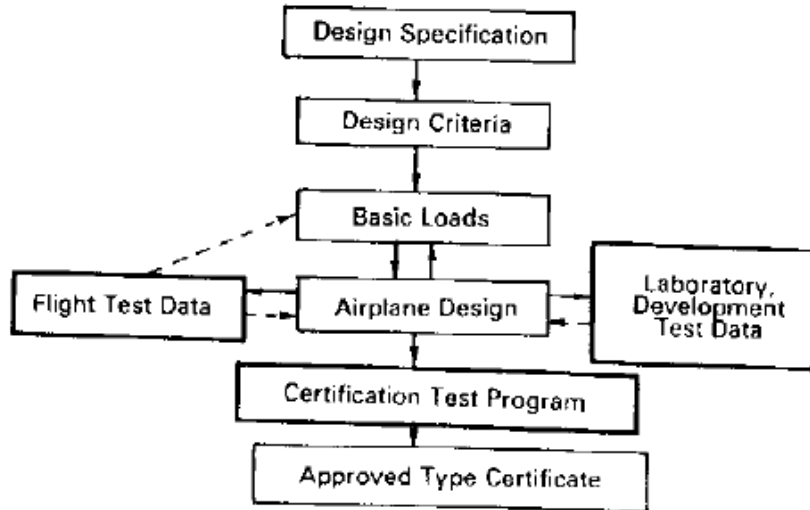 Design Specification
Design Criteria
Basic Loads
Flight Test Data
Airplane Design
Laboratory,
Development
Test Data
Certification Test Program
Approved Type Certificate